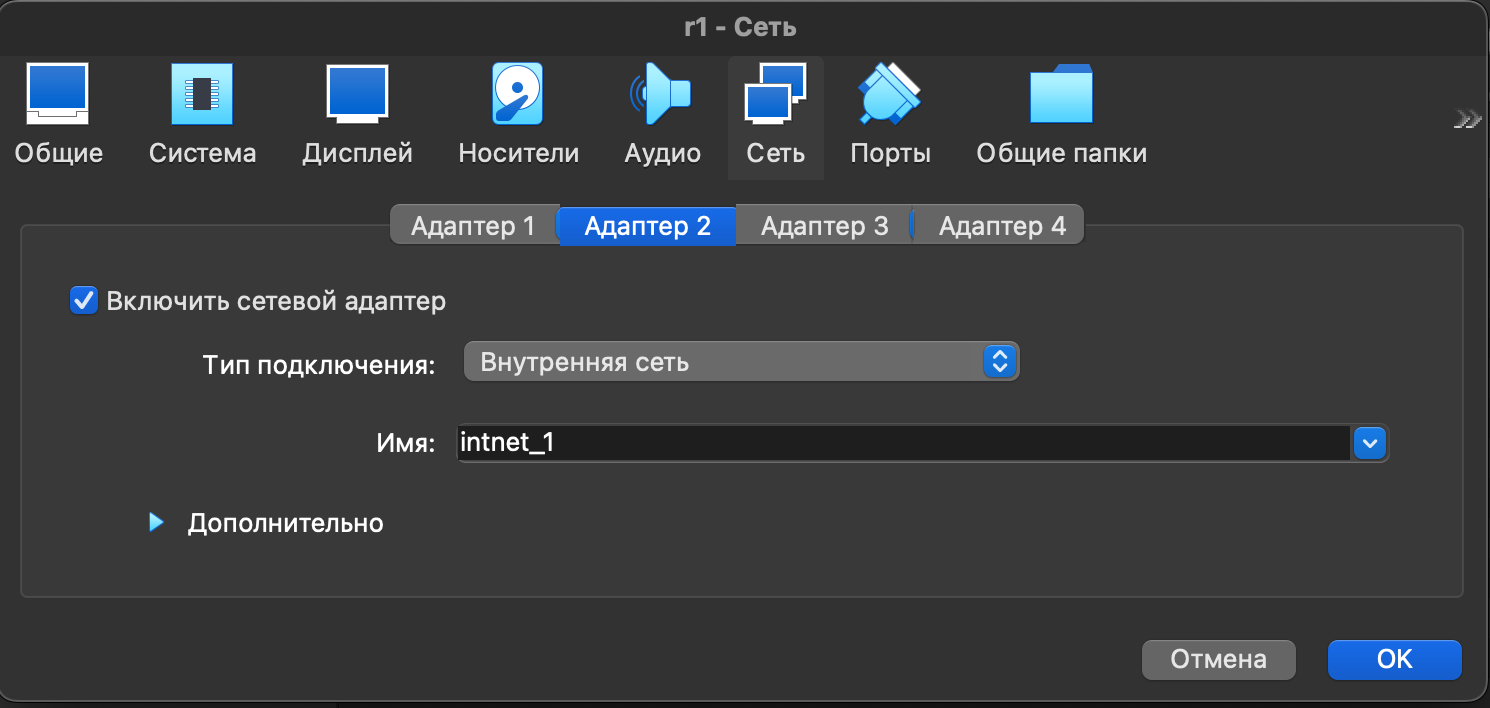 r1 - Сеть
Общие Система Дисплей Носители Аудио Сеть Порты Общие папки
Адаптер 1 Адаптер 2 Адаптер 3 Адаптер 4
Включить сетевой адаптер
Тип подключения: Внутренняя сеть
Имя: intnet_1
Дополнительно
Отмена OK